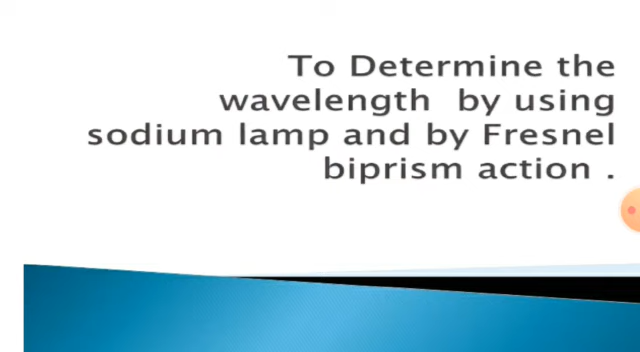 To Determine the
wavelength by using
sodium lamp and by Fresnel
biprism action .